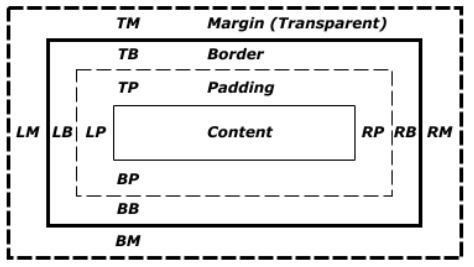 TM Margin (Transparent)
TB Border
TP Padding
LM LB LP Content RP RB RM
BP
BB
BM